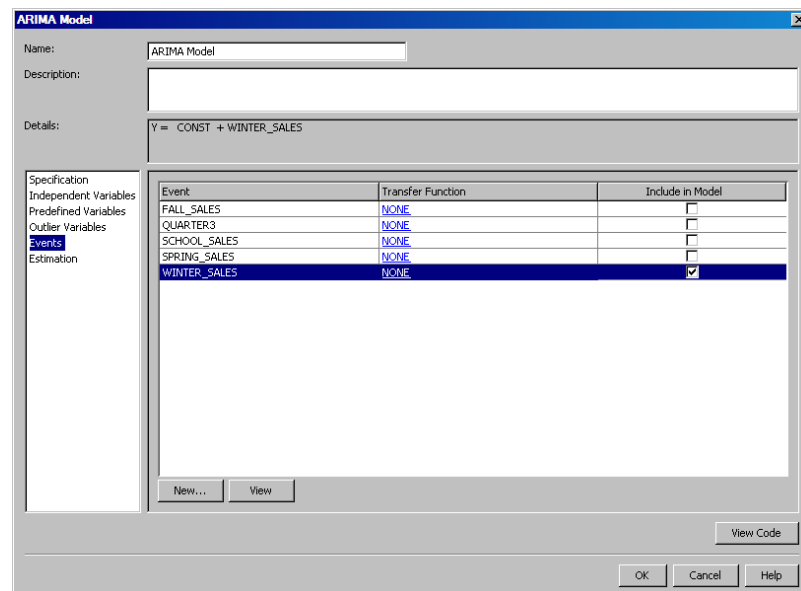 ARIMA Model
Name: ARIMA Model
Description:
Details: Y = CONST + WINTER_SALES
Specification
Independent Variables
Predefined Variables
Outlier Variables
Events
Estimation
Event Transfer Function Include in Model
FALL_SALES NONE
QUARTER3 NONE
SCHOOL_SALES NONE
SPRING_SALES NONE
WINTER_SALES NONE
New... View
View Code
OK Cancel Help